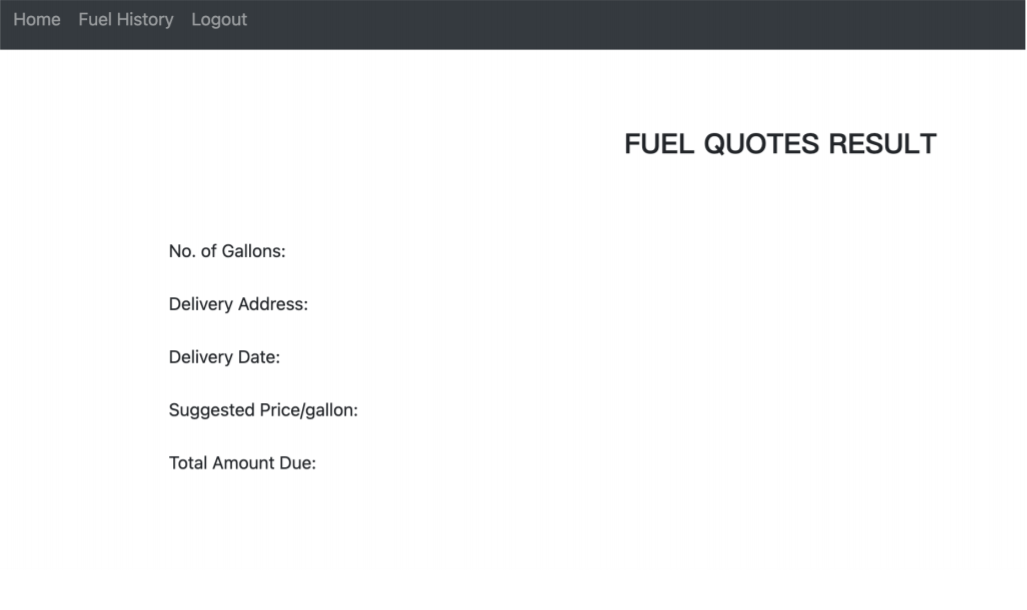 Home Fuel History Logout
FUEL QUOTES RESULT
No. of Gallons:
Delivery Address:
Delivery Date:
Suggested Price/gallon:
Total Amount Due: